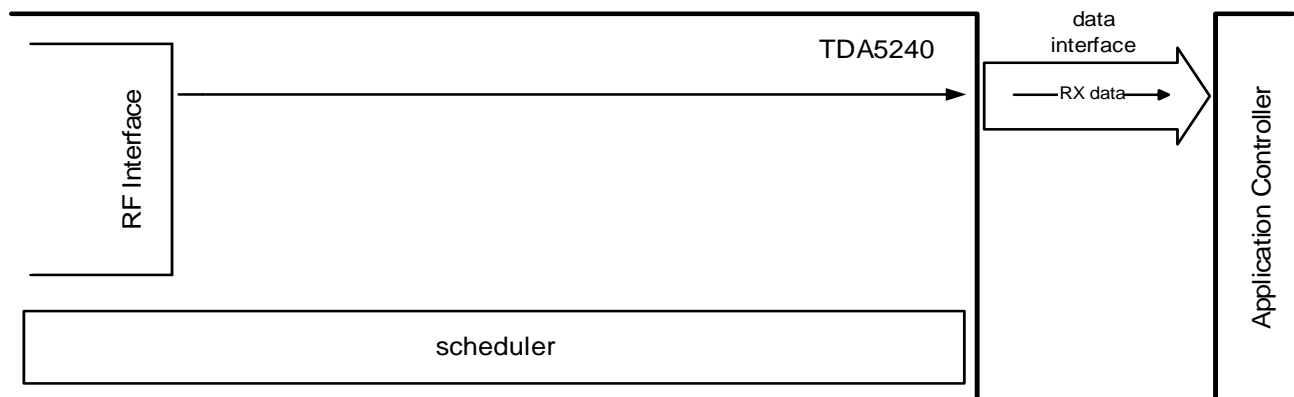 data
interface
TDA5240
RX data
RF Interface
Application Controller
scheduler